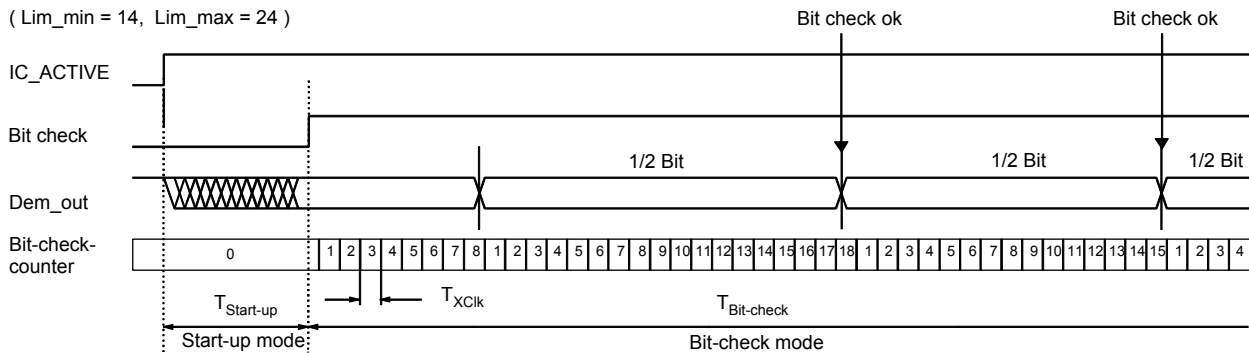 ( Lim_min = 14, Lim_max = 24 )
Bit check ok Bit check ok
IC_ACTIVE
Bit check
1/2 Bit 1/2 Bit 1/2 Bit
Dem_out
Bit-check-
counter
0 1 2 3 4 5 6 7 8 1 2 3 4 5 6 7 8 9 10 11 12 13 14 15 16 17 18 1 2 3 4 5 6 7 8 9 10 11 12 13 14 15 1 2 3 4
TStart-up TXClk TBit-check
Start-up mode Bit-check mode